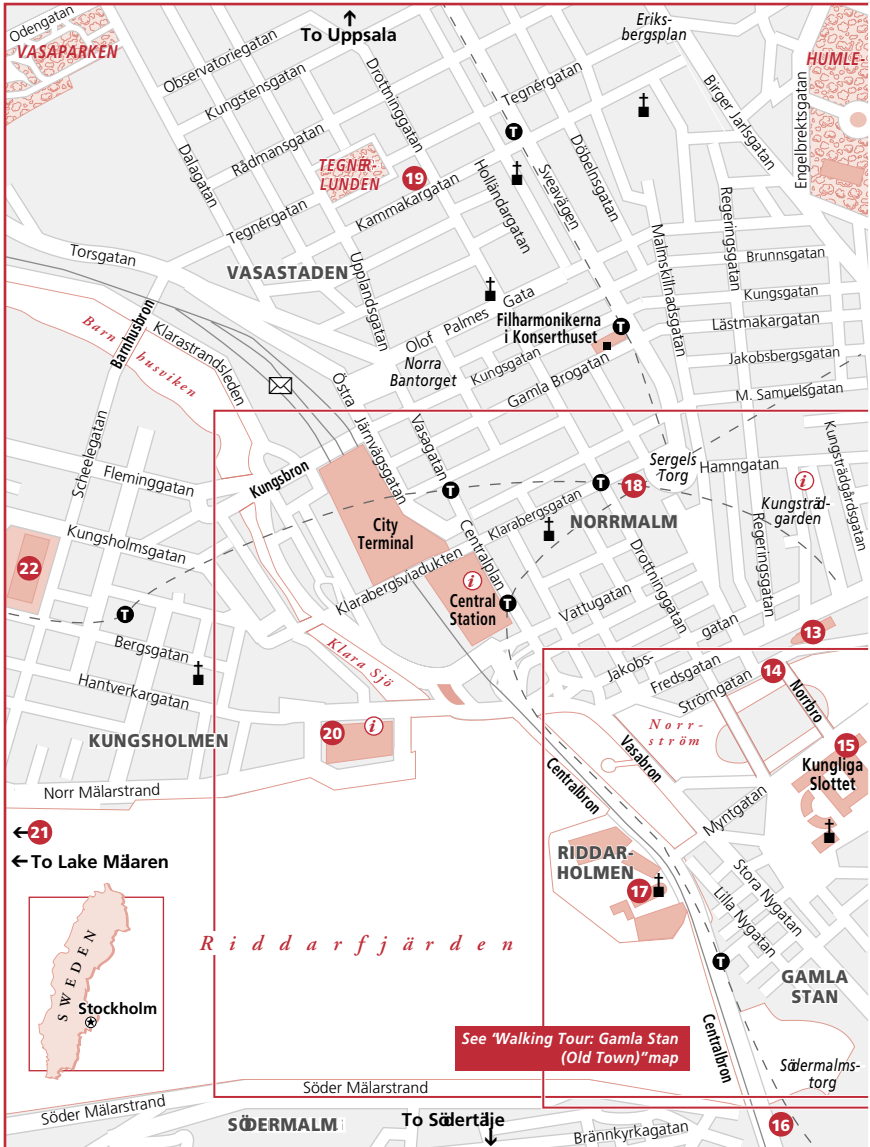 Odengatan
VASAPARKEN
Observatoriegatan
To Uppsala
Eriks-
bergsplan
HUMLE-
Kungstensgatan
Drottninggatan
Tegnérgatan
Birger Jarlsgatan
Engelbrektsgatan
Rådmansgatan
Dalagatan
TEGNÉR-
LUNDEN
19
Holländargatan
Sveavägen
Döbelnsgatan
T
Tegnérgatan
Kammakargatan
Regeringsgatan
Torsgatan
VASASTADEN
Upplandsgatan
Malmskillnadsgatan
Brunnsgatan
Kungsgatan
Lästmakargatan
Jakobsbergsgatan
M. Samuelsgatan
Barnhusbron
Klarastrandsleden
Barn
husviken
Olof Palmes Gata
Filharmonikerna
i Konserthuset
T
Norra
Bantorget
Kungsgatan
Gamla Brogatan
Östra
Järnvägsgatan
Vasagatan
Scheelegatan
Fleminggatan
Kungsbron
T
T
18
Sergels
Torg
Hamngatan
i
Kungsträd-
garden
Kungsträdgårdsgatan
Kungsholmsgatan
22
City
Terminal
Centralplan
Klarabergsgatan
NORRMALM
Regeringsgatan
Klarabergsviadukten
i
Central
Station
T
Drottninggatan
Vattugatan
T
Bergsgatan
Klara Sjö
gatan
13
Jakobs-
Fredsgatan
Strömgatan
14
Norrbro
Hantverkargatan
KUNGSHOLMEN
20
i
Norr-
ström
Vasabron
15
Kungliga
Slottet
Norr Mälarstrand
Centralbron
Myntgatan
21
To Lake Mälaren
RIDDAR-
HOLMEN
17
Stora Nygatan
Lilla Nygatan
SWEDEN
Stockholm
Riddarfjärden
T
GAMLA
STAN
See "Walking Tour: Gamla Stan
(Old Town)" map
Centralbron
Södermalms-
torg
Söder Mälarstrand
Söder Mälarstrand
SÖDERMALM
To Södertäje
Brännkyrkagatan
16